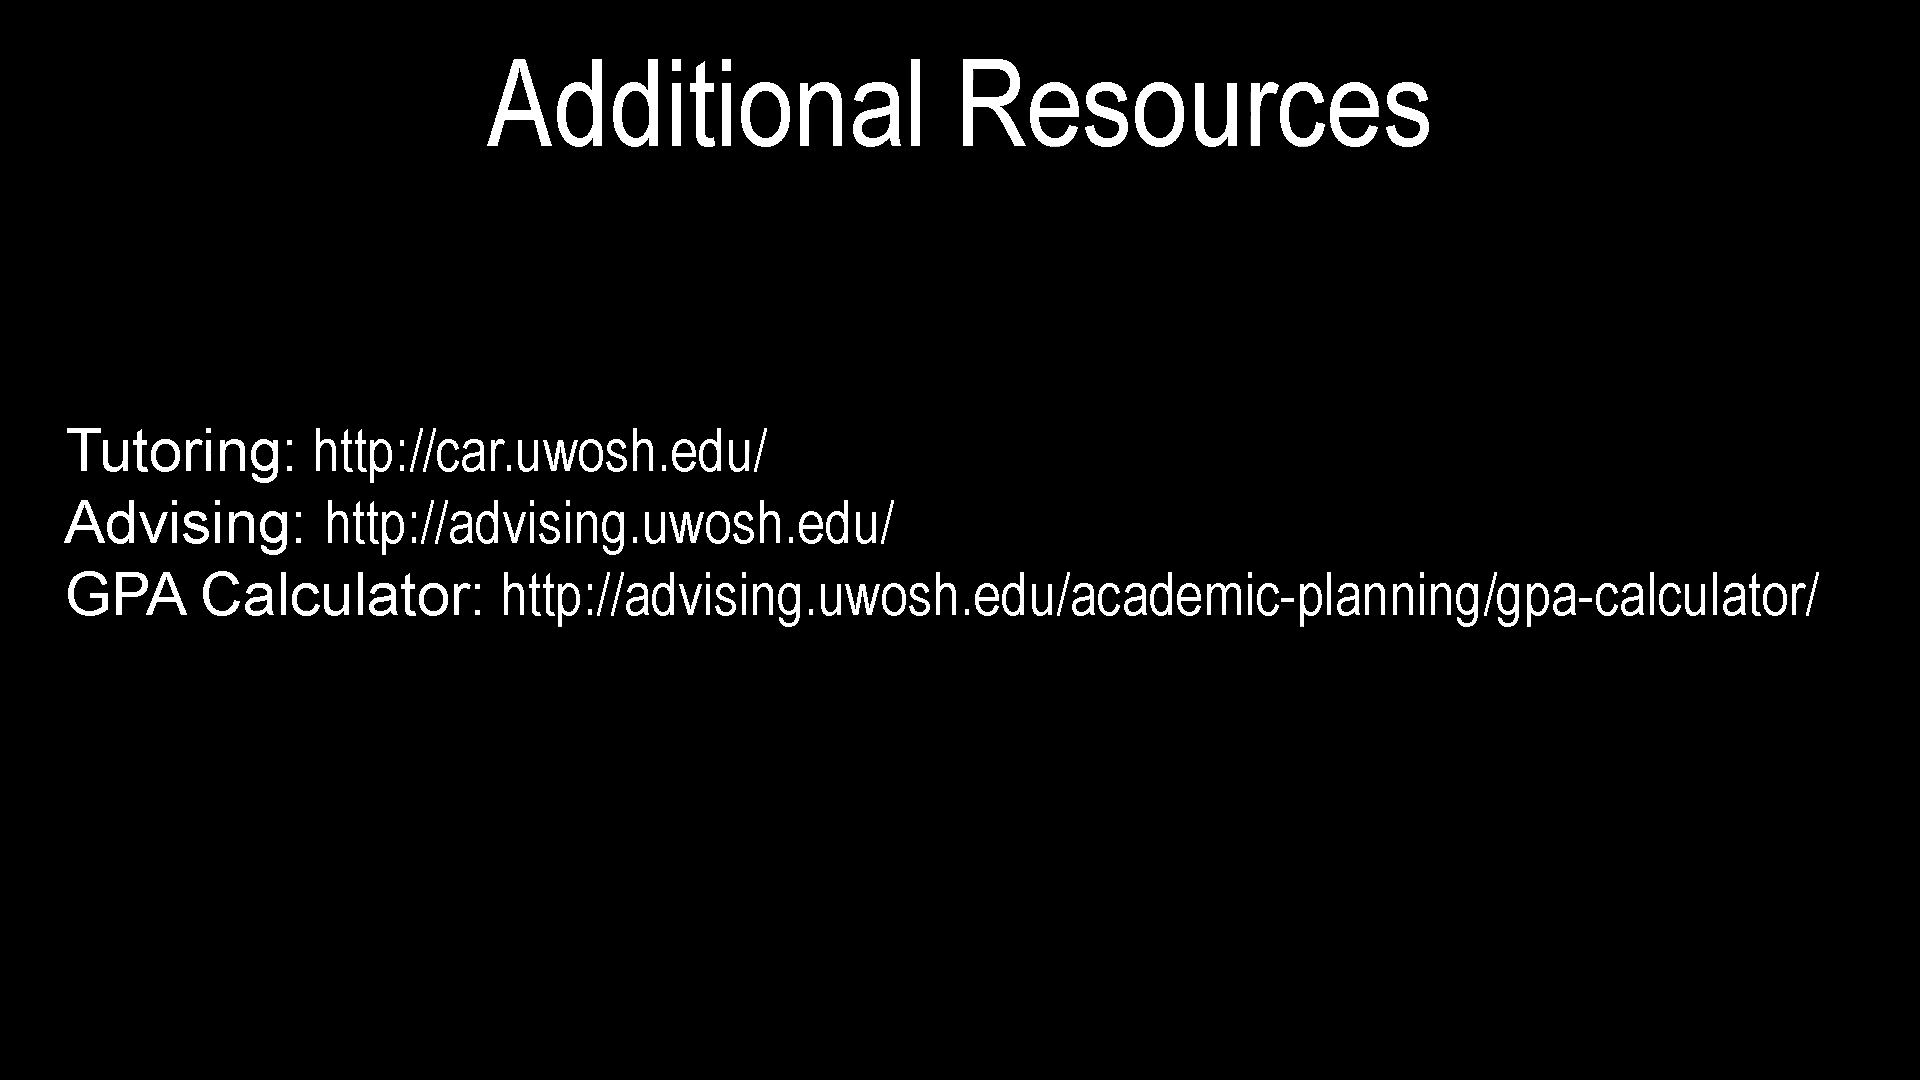 Additional Resources
Tutoring: http://car.uwosh.edu/
Advising: http://advising.uwosh.edu/
GPA Calculator: http://advising.uwosh.edu/academic-planning/gpa-calculator/